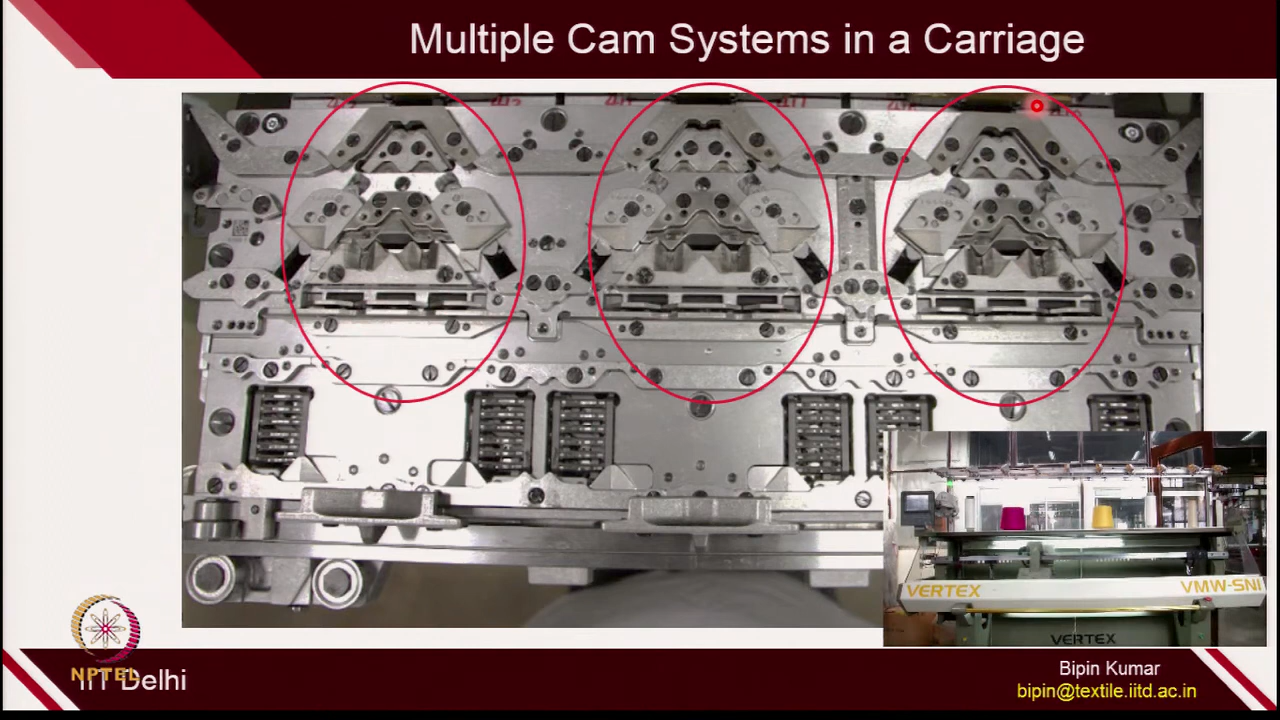 Multiple Cam Systems in a Carriage
VERTEX
VMW-SNI
VERTEX
NPTEL
IIT Delhi
Bipin Kumar
bipin@textile.iitd.ac.in